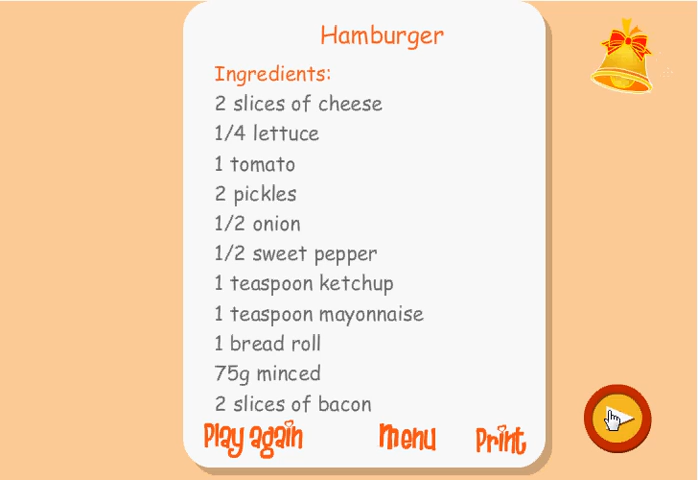 Hamburger
Ingredients:
2 slices of cheese
1/4 lettuce
1 tomato
2 pickles
1/2 onion
1/2 sweet pepper
1 teaspoon ketchup
1 teaspoon mayonnaise
1 bread roll
75g minced
2 slices of bacon
Play again menu Print